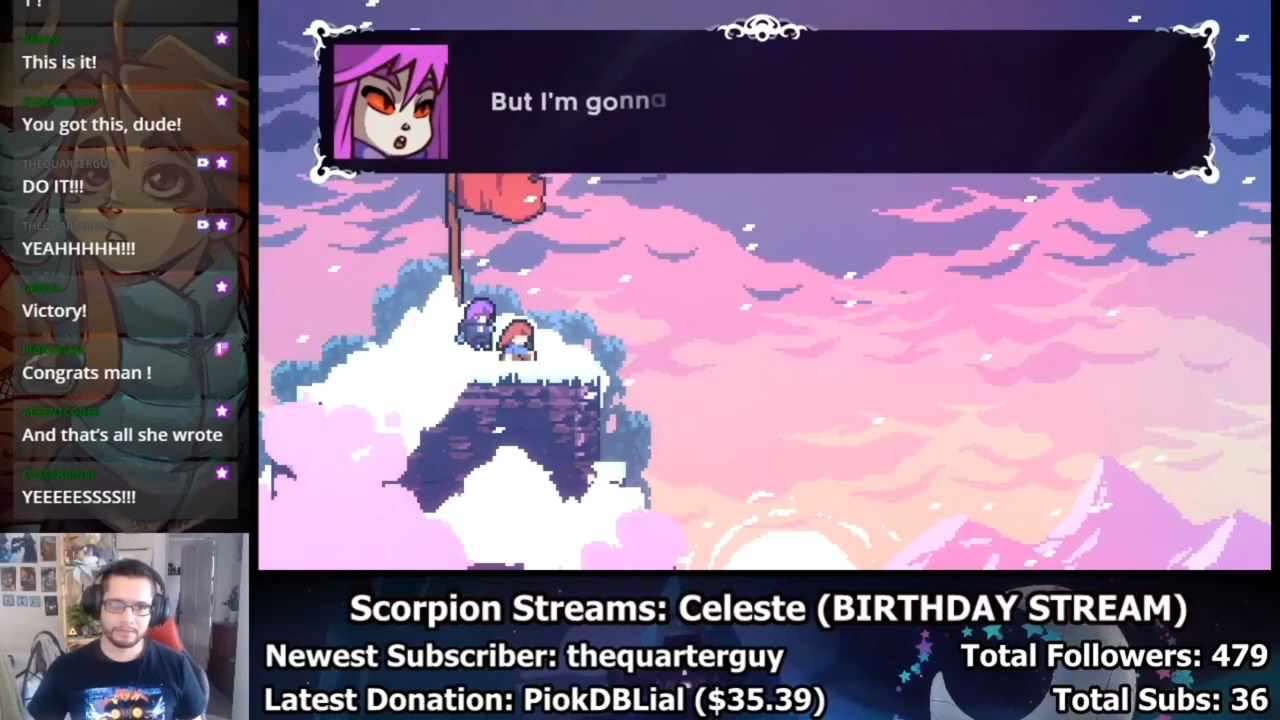 This is it!
You got this, dude!
THEQUARTERGUY
DO IT!!!
THEQUARTERGUY
YEAHHHHH!!!
Victory!
Congrats man !
And that's all she wrote
YEEEEESSSS!!!
But I'm gonna
Scorpion Streams: Celeste (BIRTHDAY STREAM)
Newest Subscriber: thequarterguy
Total Followers: 479
Latest Donation: PiokDBLial ($35.39)
Total Subs: 36